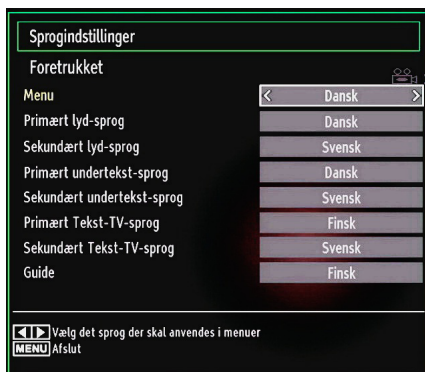 Sprogindstillinger
Foretrukket
Menu Dansk
Primært lyd-sprog Dansk
Sekundært lyd-sprog Svensk
Primært undertekst-sprog Dansk
Sekundært undertekst-sprog Svensk
Primært Tekst-TV-sprog Finsk
Sekundært Tekst-TV-sprog Svensk
Guide Finsk
Vælg det sprog der skal anvendes i menuer
MENU Afslut